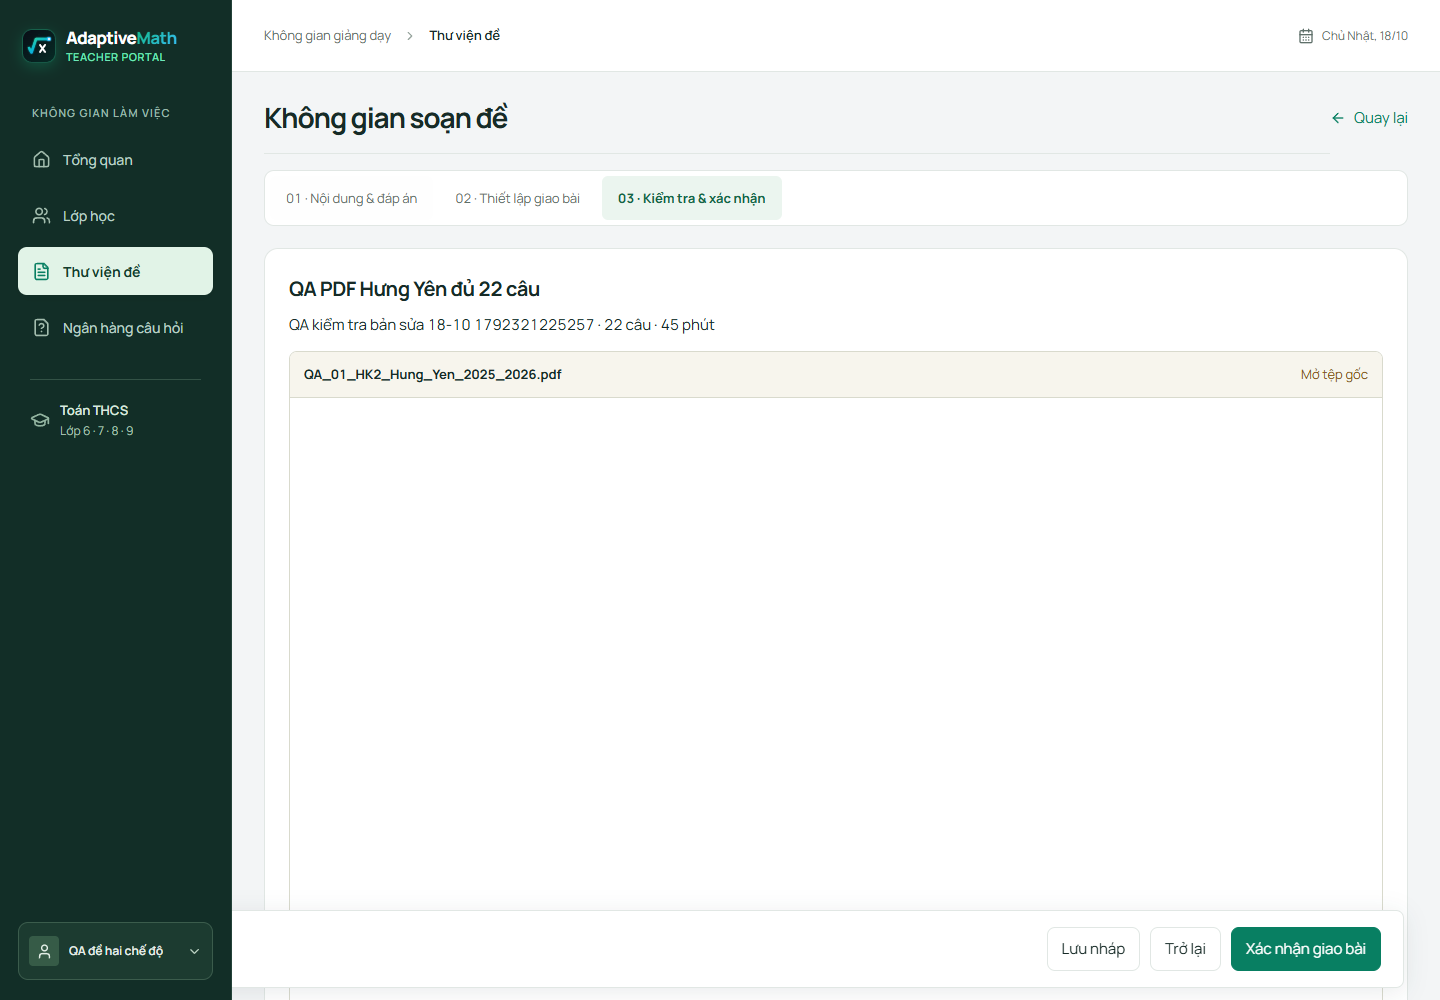 AdaptiveMath
TEACHER PORTAL
KHÔNG GIAN LÀM VIỆC
Tổng quan
Lớp học
Thư viện đề
Ngân hàng câu hỏi
Toán THCS
Lớp 6 · 7 · 8 · 9
QA đề hai chế độ
Không gian giảng dạy > Thư viện đề
Chủ Nhật, 18/10
Không gian soạn đề
← Quay lại
01 · Nội dung & đáp án
02 · Thiết lập giao bài
03 · Kiểm tra & xác nhận
QA PDF Hưng Yên đủ 22 câu
QA kiểm tra bản sửa 18-10 1792321225257 · 22 câu · 45 phút
QA_01_HK2_Hung_Yen_2025_2026.pdf
Mở tệp gốc
Lưu nháp
Trở lại
Xác nhận giao bài